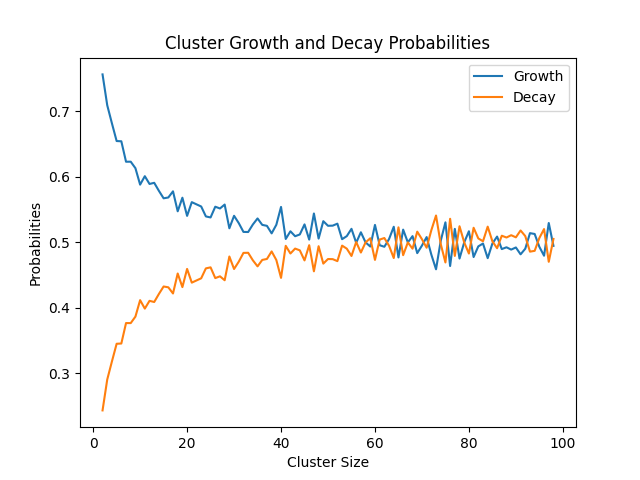 Cluster Growth and Decay Probabilities
Growth
Decay
0.7
0.6
0.5
0.4
0.3
Probabilities
0
20
40
60
80
100
Cluster Size